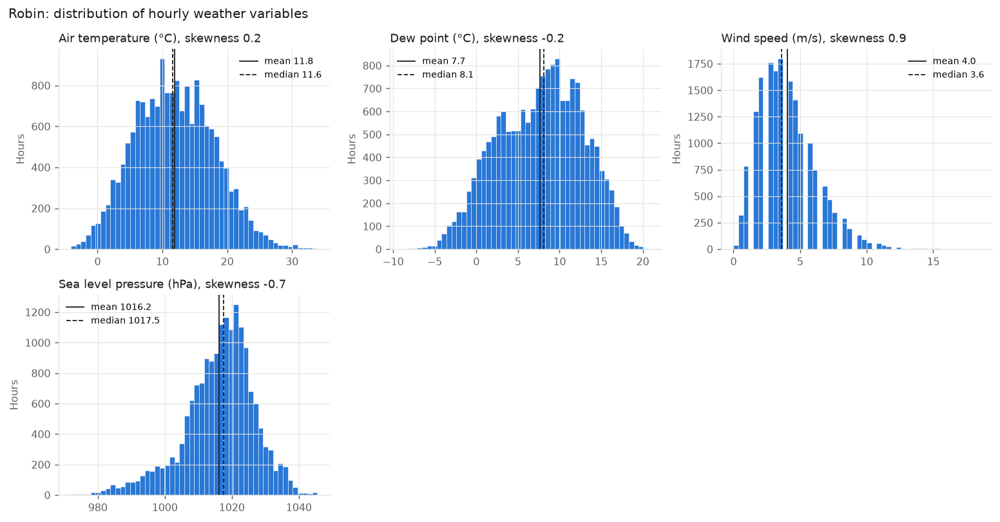 Robin: distribution of hourly weather variables
Air temperature (°C), skewness 0.2
mean 11.8
median 11.6
Hours
800
600
400
200
0
0 10 20 30
Dew point (°C), skewness -0.2
mean 7.7
median 8.1
Hours
800
700
600
500
400
300
200
100
0
−10 −5 0 5 10 15 20
Wind speed (m/s), skewness 0.9
mean 4.0
median 3.6
Hours
1750
1500
1250
1000
750
500
250
0
0 5 10 15
Sea level pressure (hPa), skewness -0.7
mean 1016.2
median 1017.5
Hours
1200
1000
800
600
400
200
0
980 1000 1020 1040